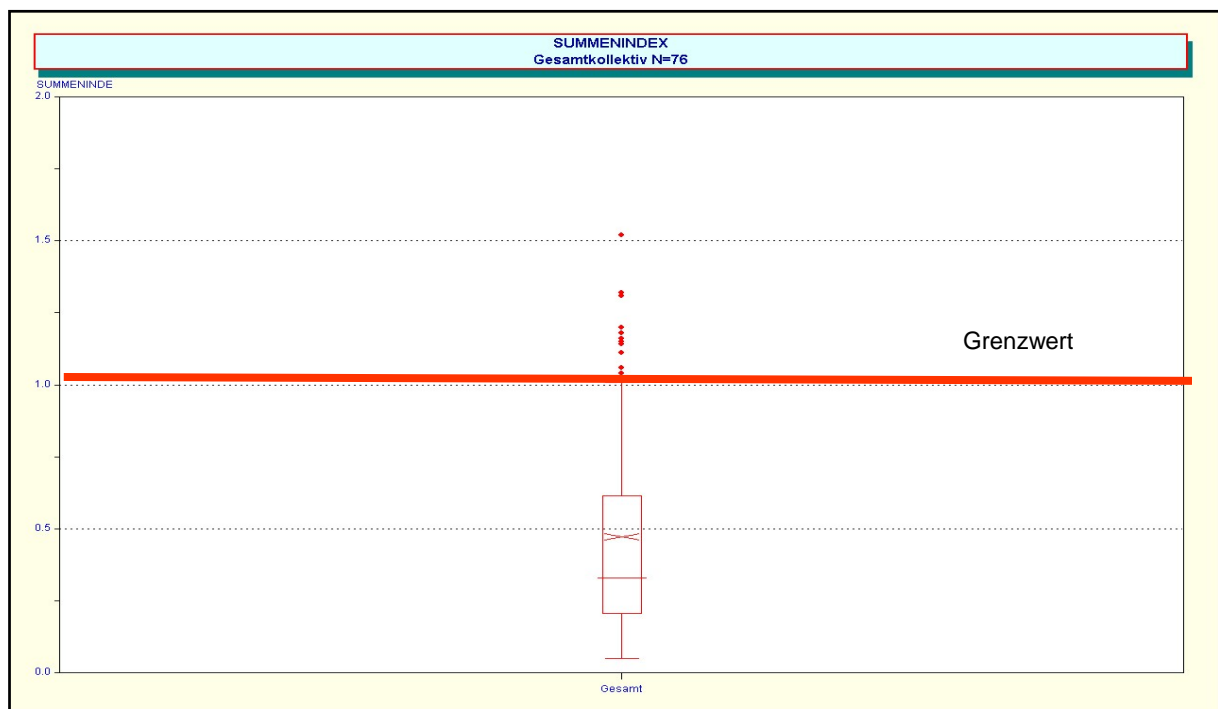 SUMMENINDEX
Gesamtkollektiv N=76
SUMMENINDE
2.0
1.5
Grenzwert
1.0
0.5
0.0
Gesamt